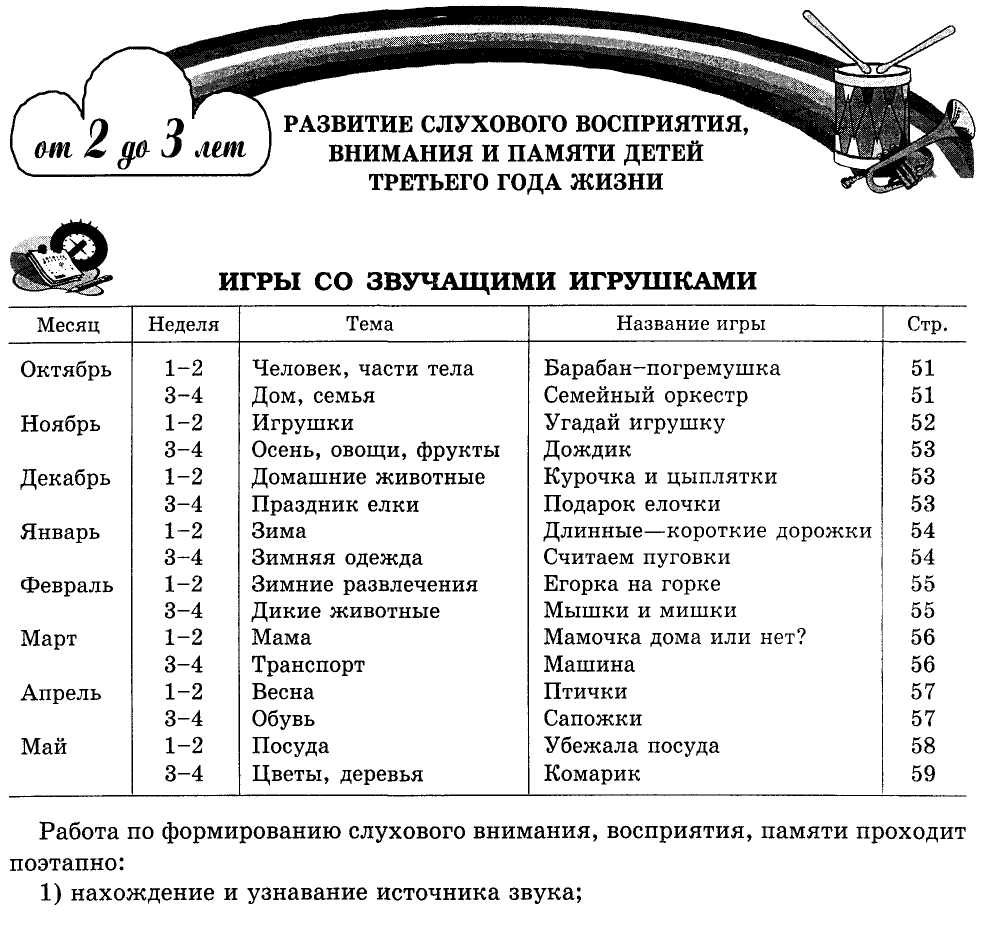 от 2 до 3 лет
РАЗВИТИЕ СЛУХОВОГО ВОСПРИЯТИЯ,
ВНИМАНИЯ И ПАМЯТИ ДЕТЕЙ
ТРЕТЬЕГО ГОДА ЖИЗНИ
ИГРЫ СО ЗВУЧАЩИМИ ИГРУШКАМИ
Месяц Неделя Тема Название игры Стр.
Октябрь 1–2 Человек, части тела Барабан–погремушка 51
3–4 Дом, семья Семейный оркестр 51
Ноябрь 1–2 Игрушки Угадай игрушку 52
3–4 Осень, овощи, фрукты Дождик 53
Декабрь 1–2 Домашние животные Курочка и цыплятки 53
3–4 Праздник елки Подарок елочки 53
Январь 1–2 Зима Длинные—короткие дорожки 54
3–4 Зимняя одежда Считаем пуговки 54
Февраль 1–2 Зимние развлечения Егорка на горке 55
3–4 Дикие животные Мышки и мишки 55
Март 1–2 Мама Мамочка дома или нет? 56
3–4 Транспорт Машина 56
Апрель 1–2 Весна Птички 57
3–4 Обувь Сапожки 57
Май 1–2 Посуда Убежала посуда 58
3–4 Цветы, деревья Комарик 59
Работа по формированию слухового внимания, восприятия, памяти проходит
поэтапно:
1) нахождение и узнавание источника звука;